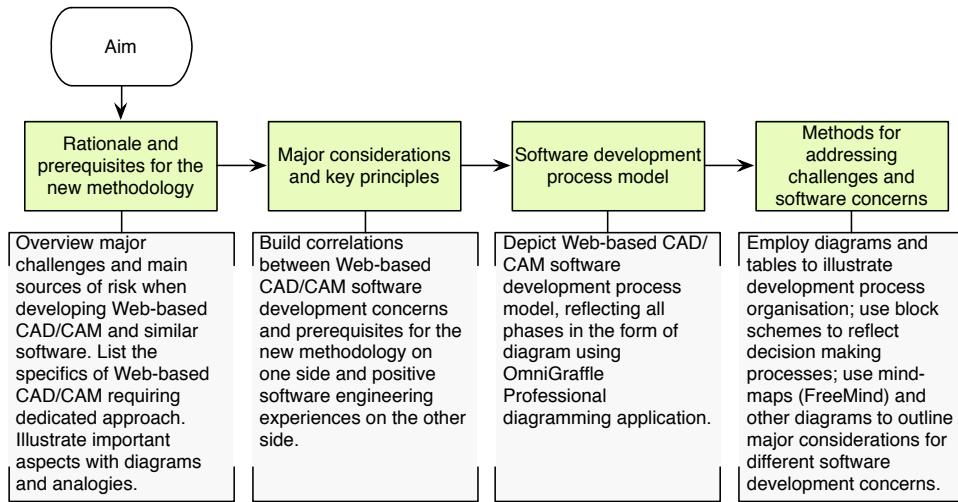 Aim
Rationale and
prerequisites for the
new methodology
Major considerations
and key principles
Software development
process model
Methods for
addressing
challenges and
software concerns
Overview major
challenges and main
sources of risk when
developing Web-based
CAD/CAM and similar
software. List the
specifics of Web-based
CAD/CAM requiring
dedicated approach.
Illustrate important
aspects with diagrams
and analogies.
Build correlations
between Web-based
CAD/CAM software
development concerns
and prerequisites for the
new methodology on
one side and positive
software engineering
experiences on the other
side.
Depict Web-based CAD/
CAM software
development process
model, reflecting all
phases in the form of
diagram using
OmniGraffle
Professional
diagramming application.
Employ diagrams and
tables to illustrate
development process
organisation; use block
schemes to reflect
decision making
processes; use mind-
maps (FreeMind) and
other diagrams to outline
major considerations for
different software
development concerns.